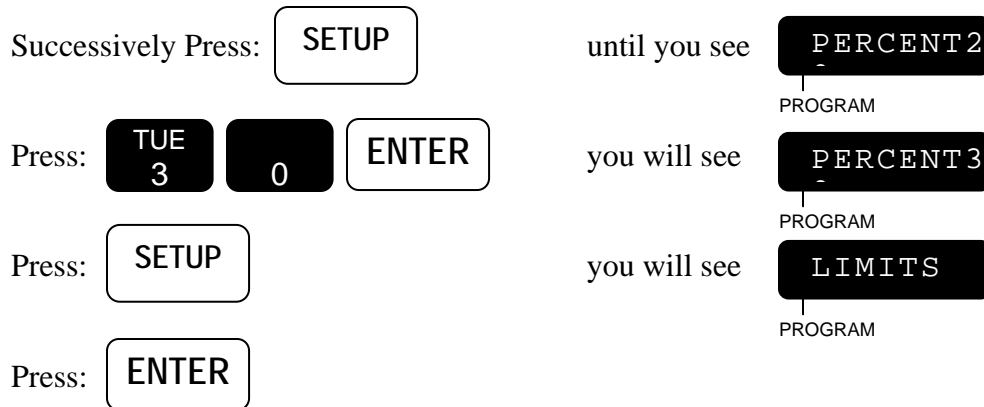 Successively Press: SETUP until you see PERCENT2
PROGRAM
Press: TUE 3 0 ENTER you will see PERCENT3
PROGRAM
Press: SETUP you will see LIMITS
PROGRAM
Press: ENTER